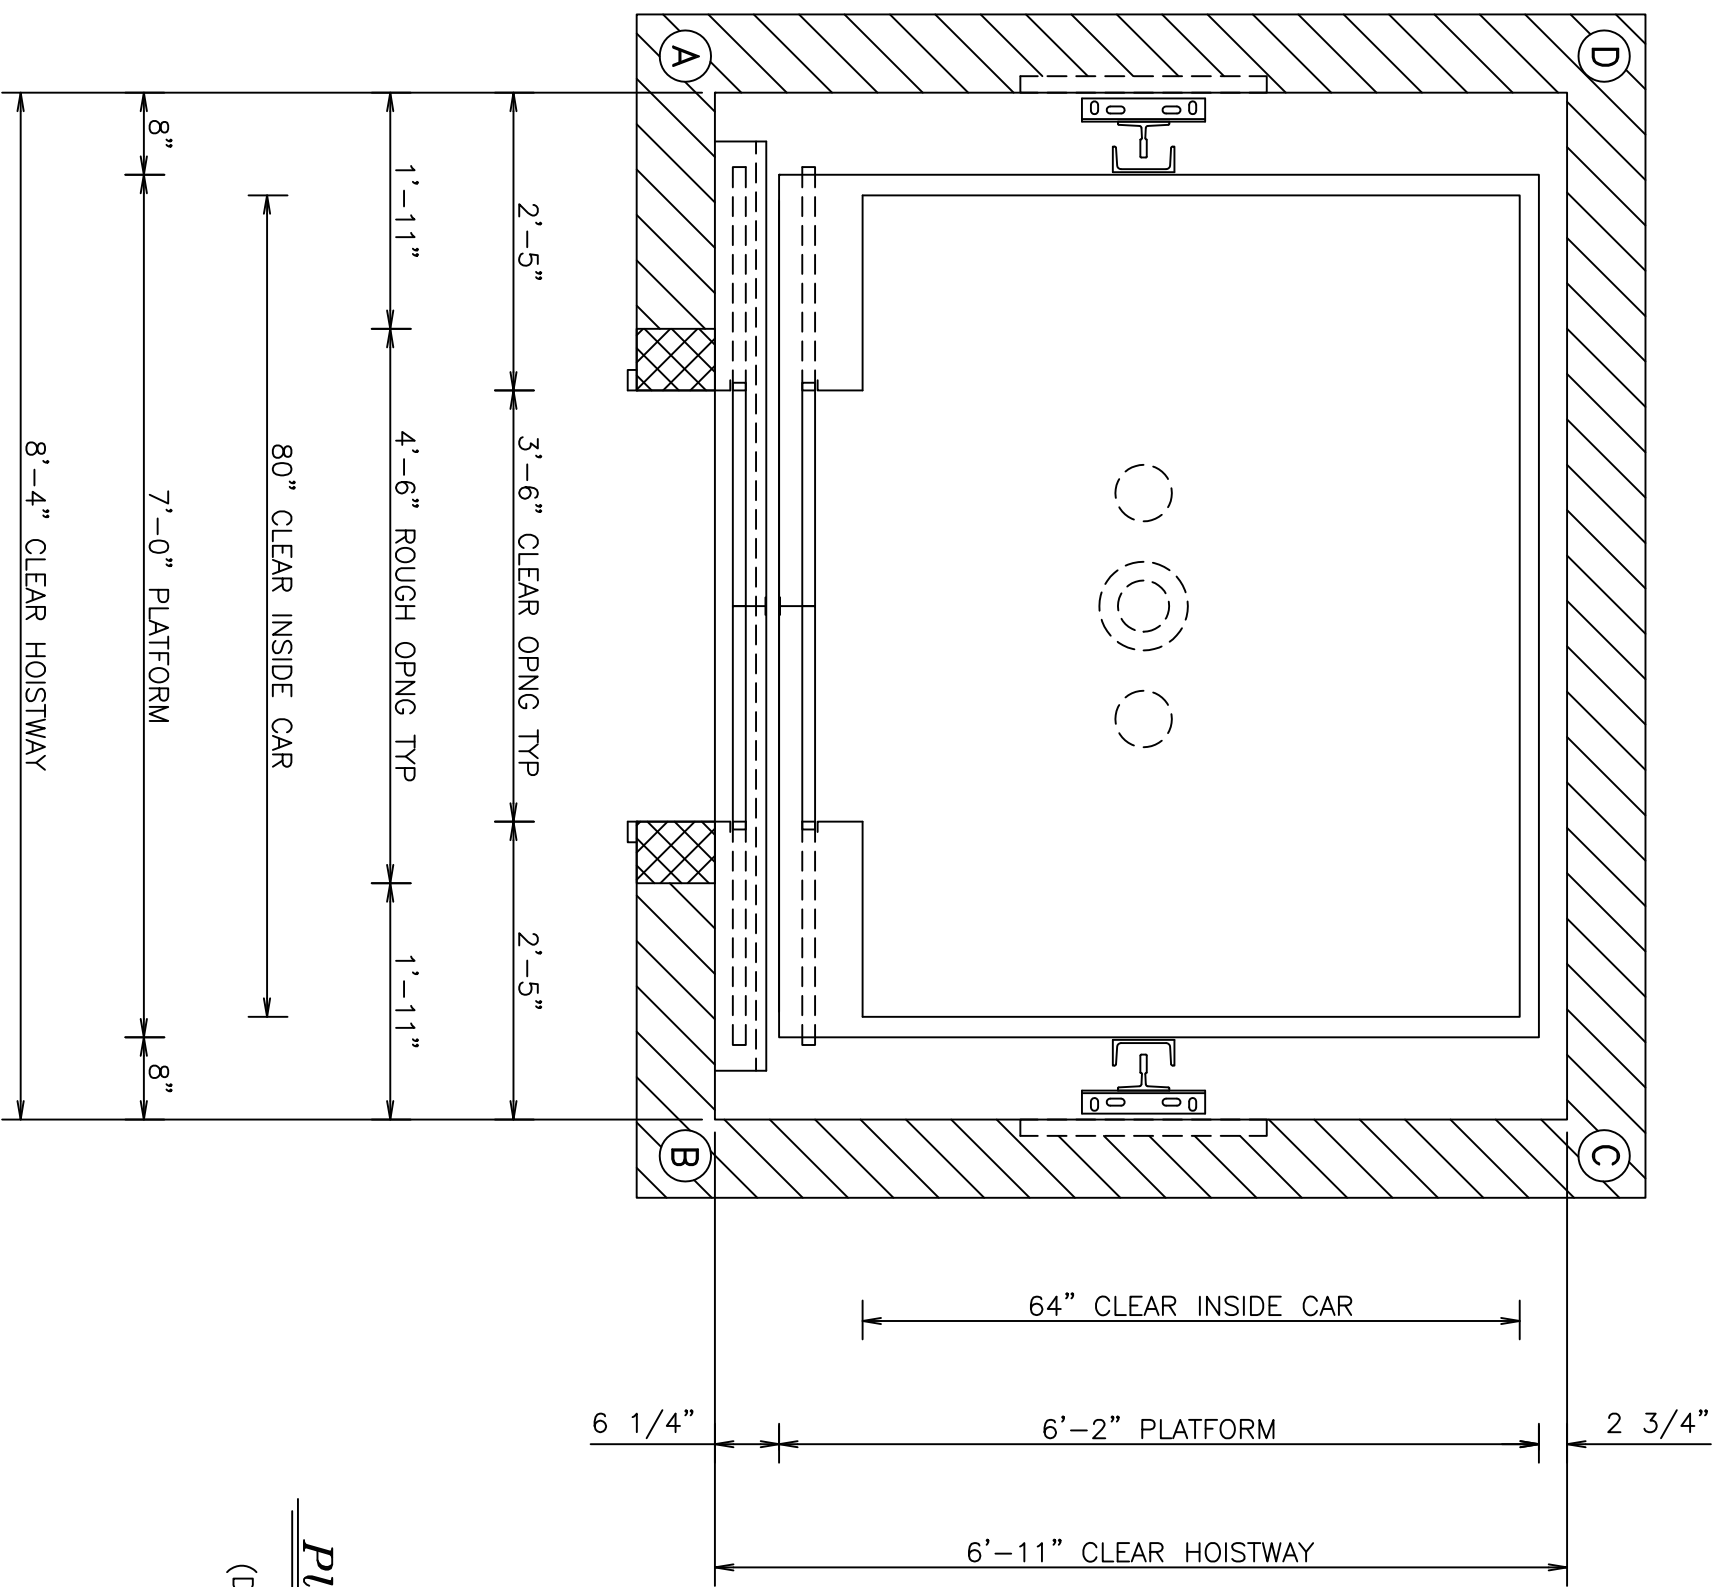 A
D
B
C
2'-5"
3'-6" CLEAR OPNG TYP
2'-5"
1'-11"
4'-6" ROUGH OPNG TYP
1'-11"
80" CLEAR INSIDE CAR
8"
7'-0" PLATFORM
8"
8'-4" CLEAR HOISTWAY
64" CLEAR INSIDE CAR
6 1/4"
6'-2" PLATFORM
2 3/4"
6'-11" CLEAR HOISTWAY